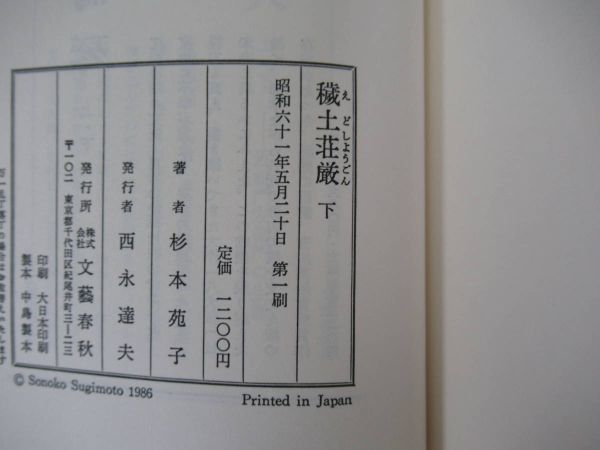 穢土荘厳 下
えどしようごん
昭和六十一年五月二十日 第一刷
定価 一二〇〇円
著者 杉本苑子
発行者 西永達夫
発行所 株式会社 文藝春秋
〒一〇二 東京都千代田区紀尾井町三―二三
印刷 大日本印刷
製本 中島製本
© Sonoko Sugimoto 1986
Printed in Japan